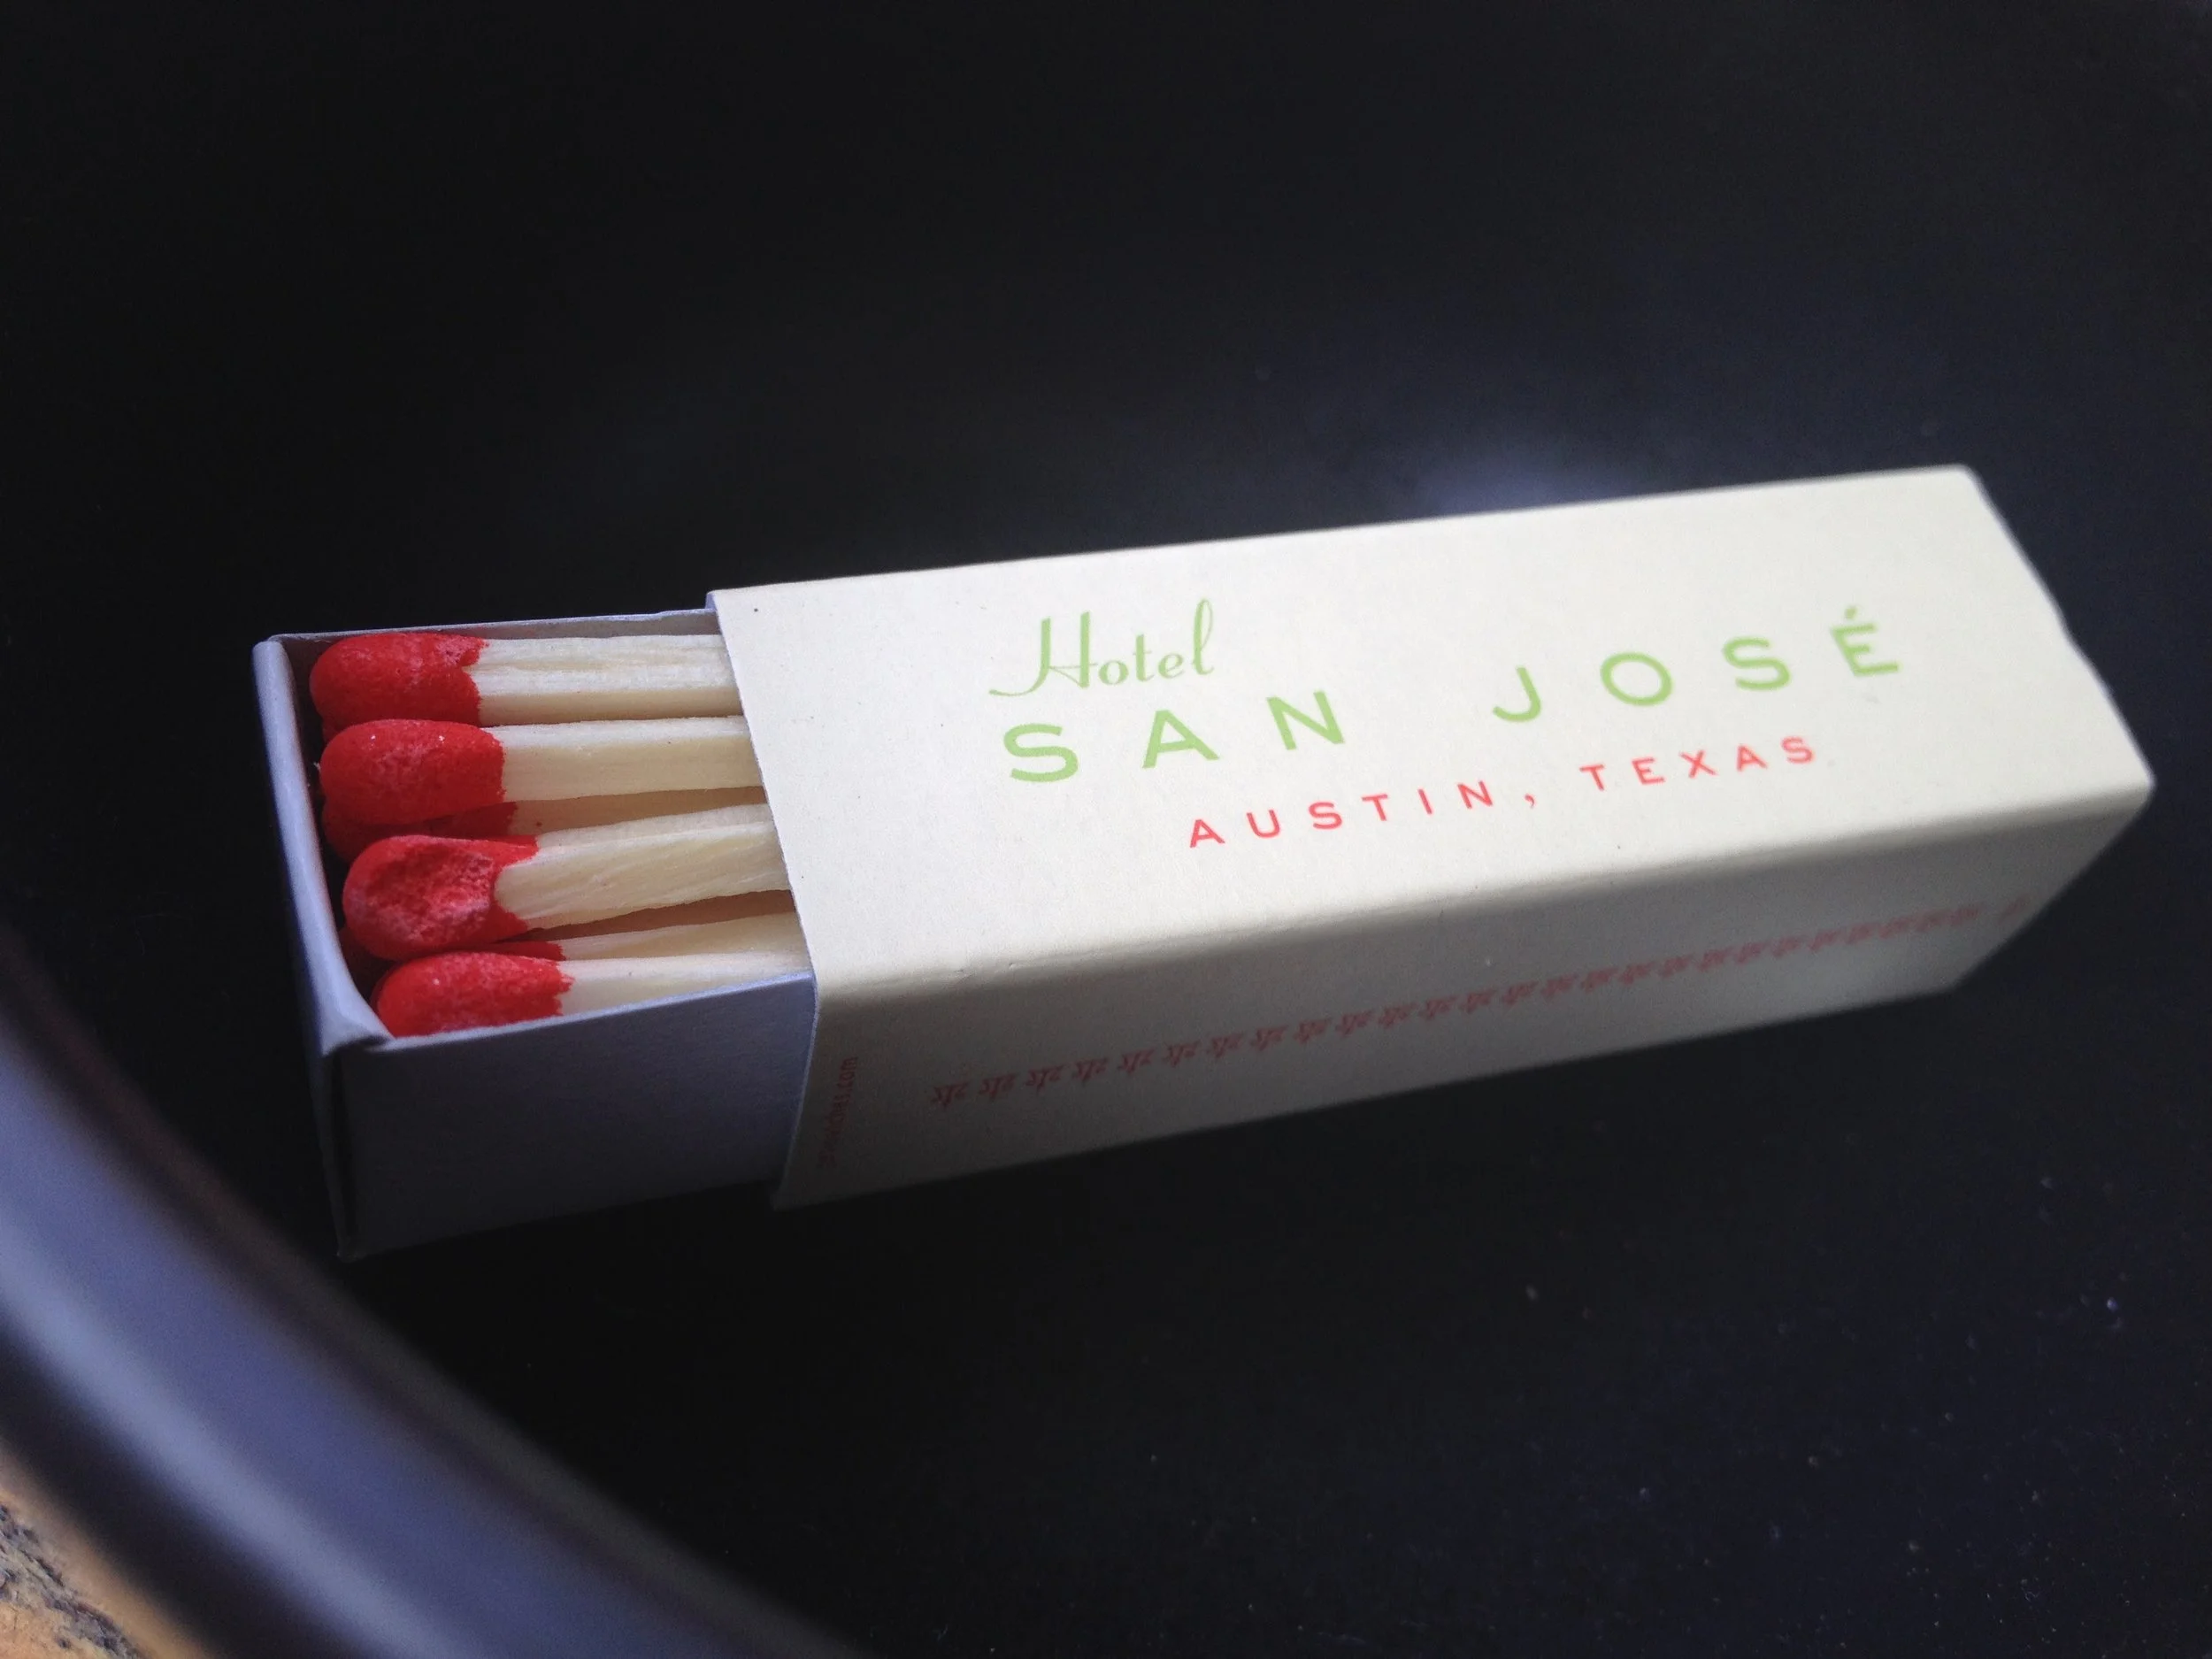 Hotel
SAN JOSÉ
AUSTIN, TEXAS